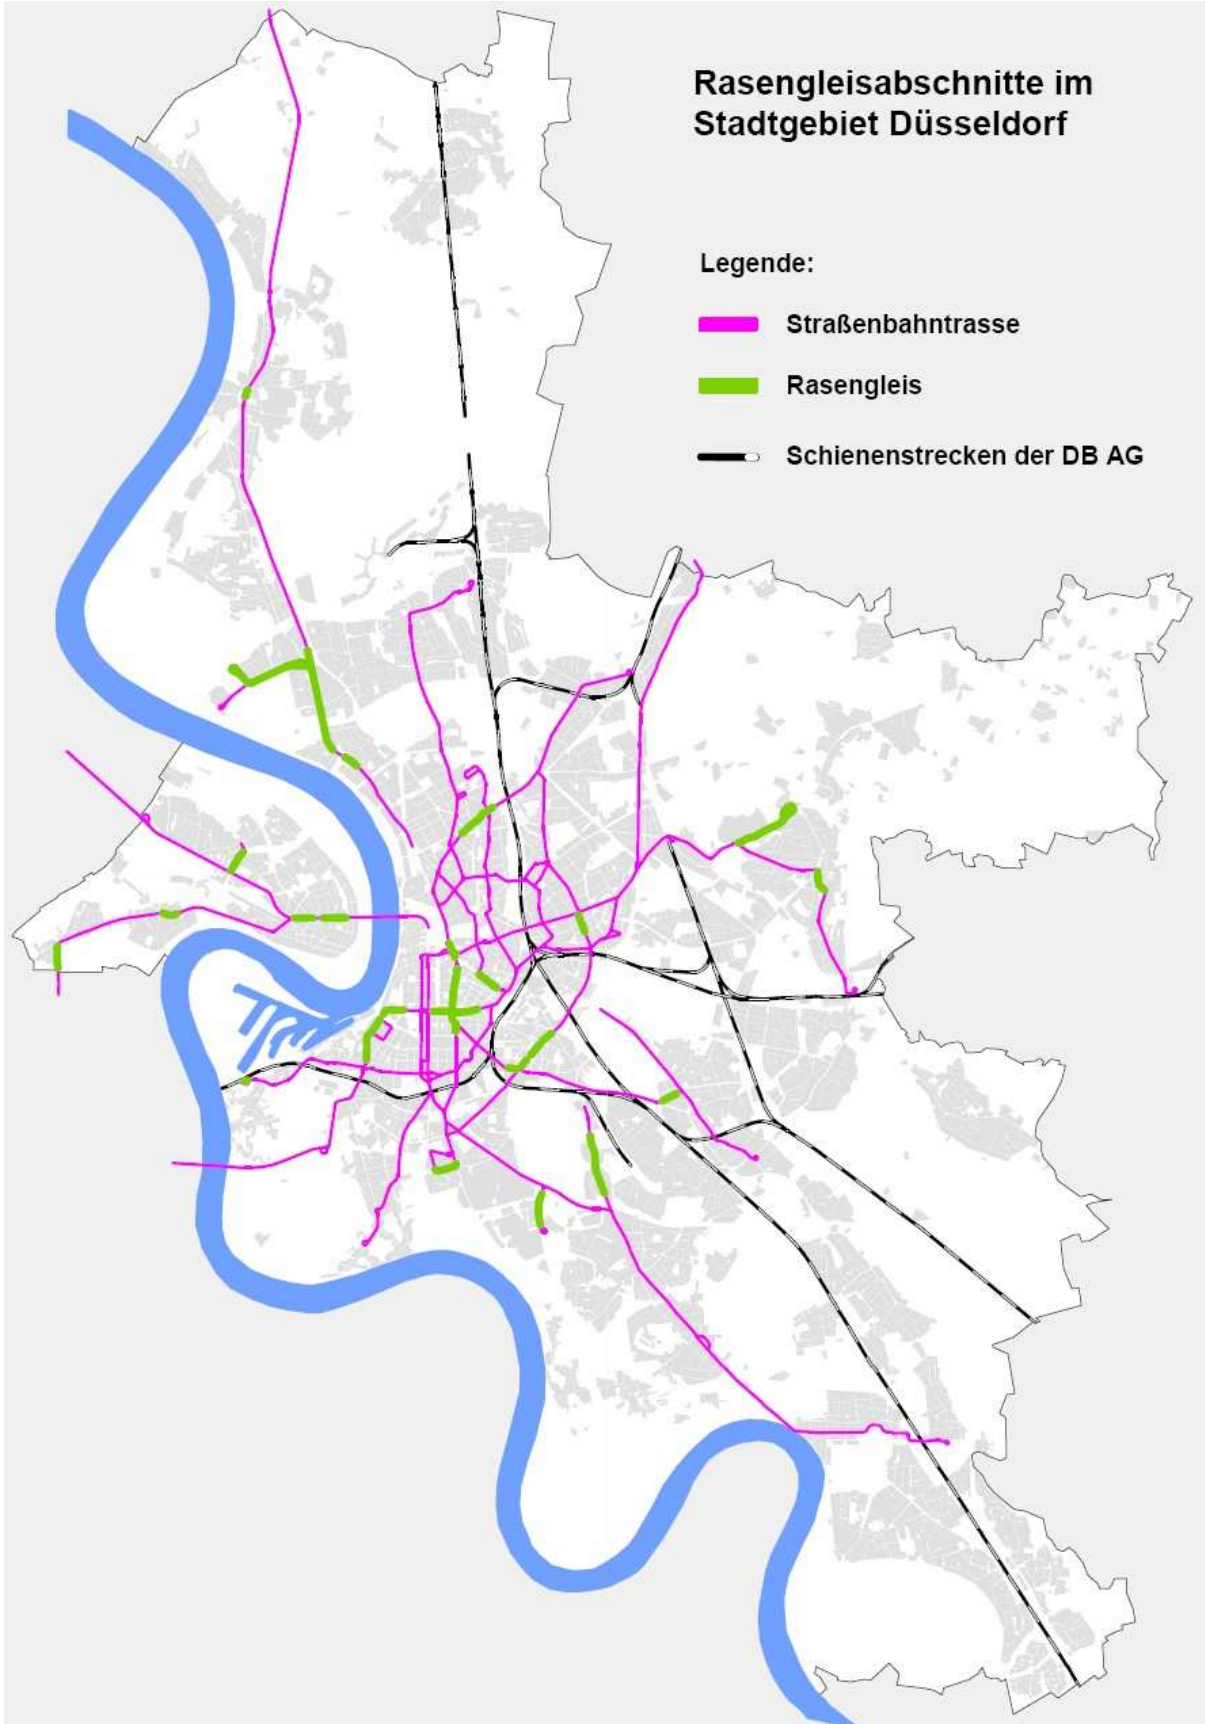 Rasengleisabschnitte im
Stadtgebiet Düsseldorf
Legende:
Straßenbahntrasse
Rasengleis
Schienenstrecken der DB AG